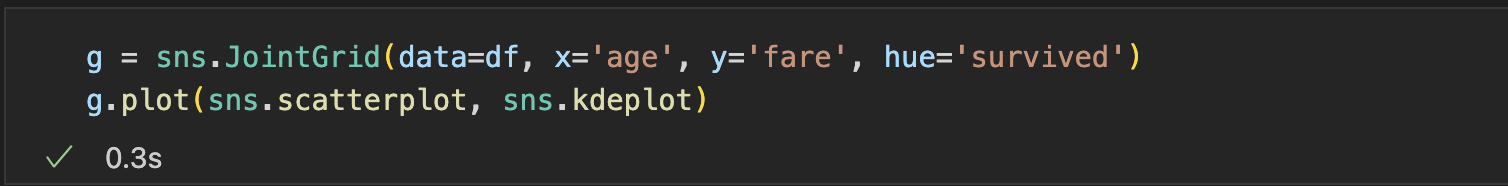 g = sns.JointGrid(data=df, x='age', y='fare', hue='survived')
g.plot(sns.scatterplot, sns.kdeplot)
0.3s